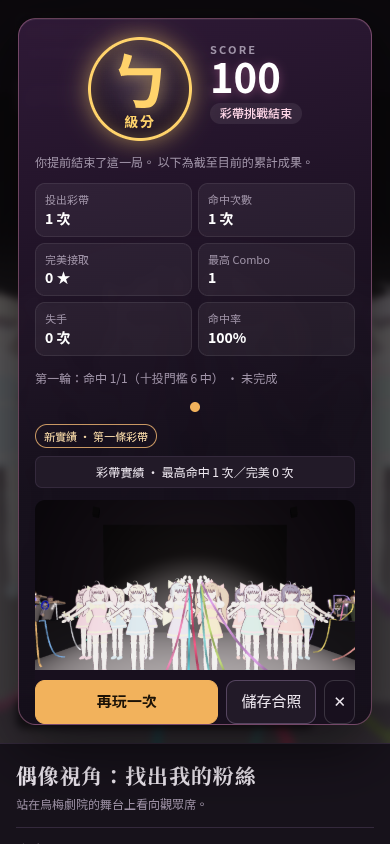 ㄅ
級分
SCORE
100
彩帶挑戰結束
你提前結束了這一局。 以下為截至目前的累計成果。
投出彩帶
1 次
命中次數
1 次
完美接取
0 ★
最高 Combo
1
失手
0 次
命中率
100%
第一輪：命中 1/1（十投門檻 6 中） · 未完成
新實績 · 第一條彩帶
彩帶實績 · 最高命中 1 次／完美 0 次
再玩一次
儲存合照
✕
偶像視角：找出我的粉絲
站在烏梅劇院的舞台上看向觀眾席。